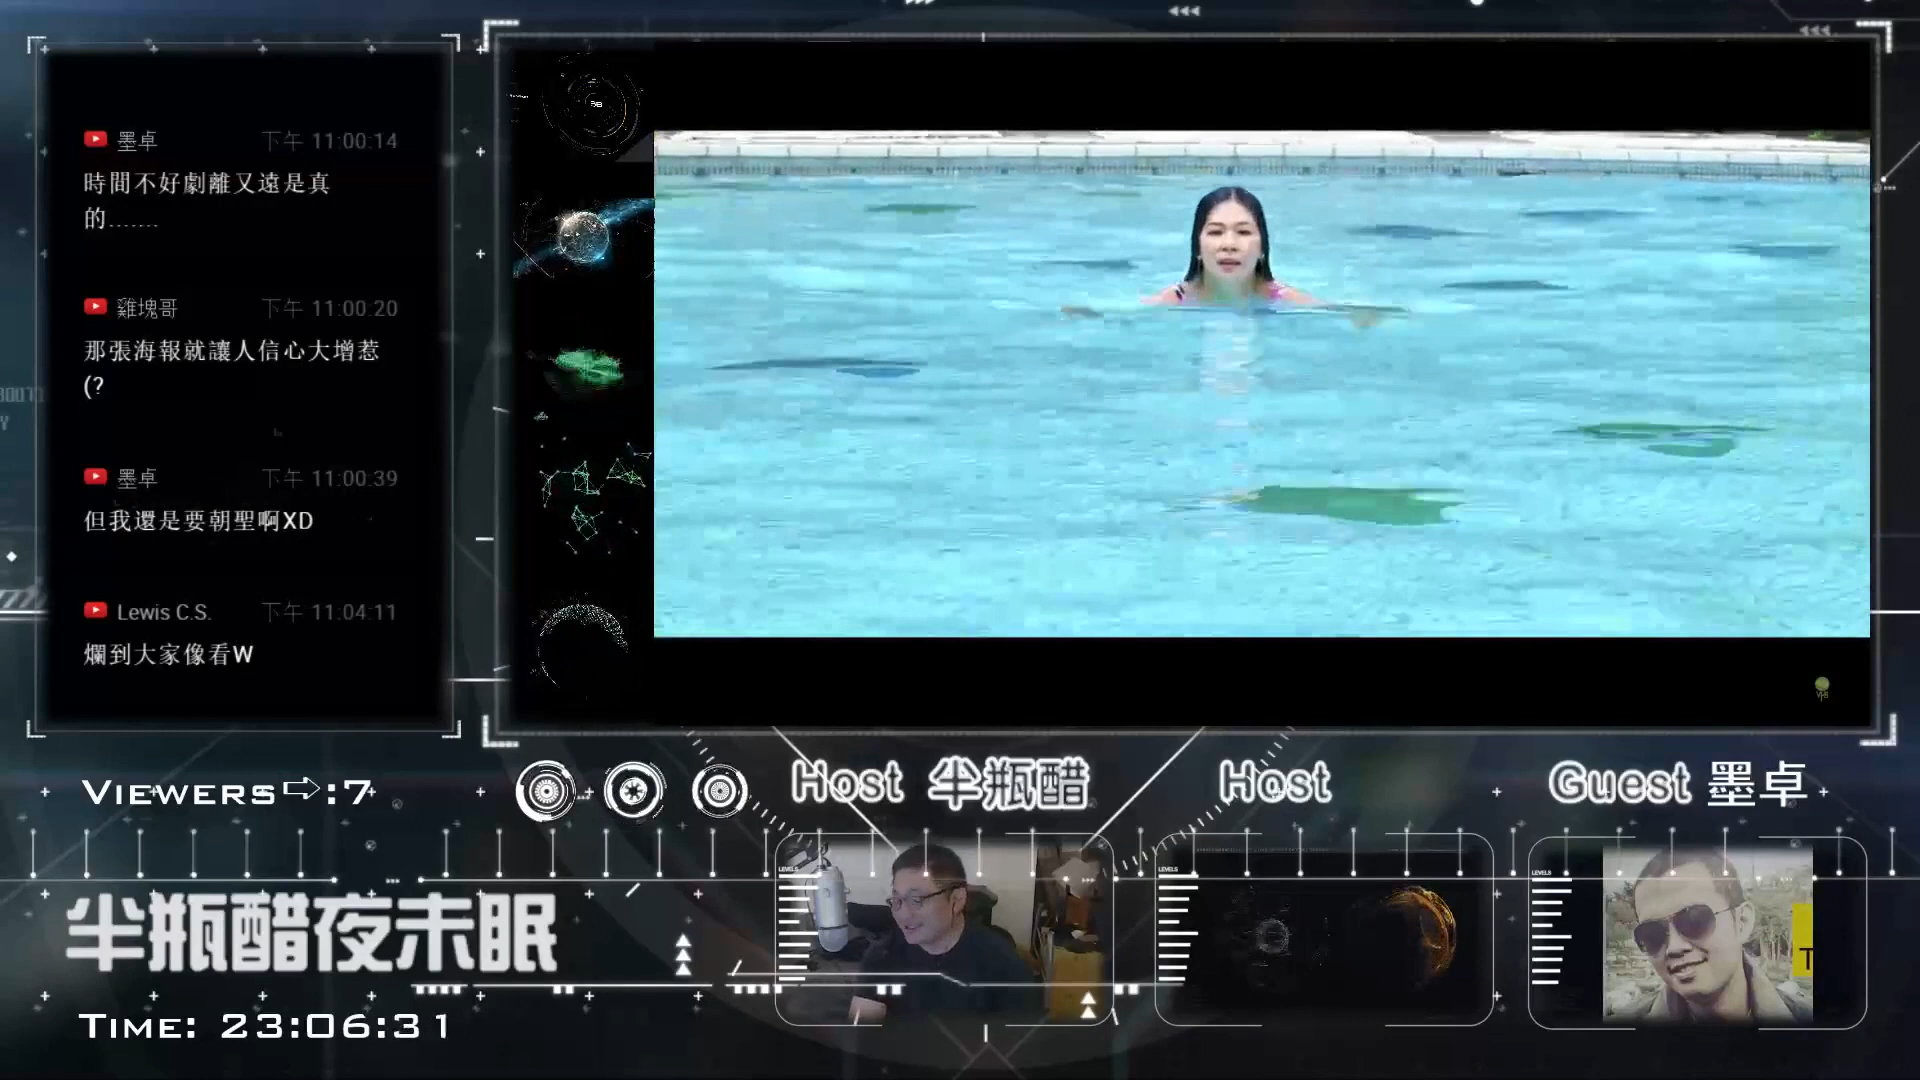 墨卓 下午 11:00:14
時間不好劇離又遠是真
的.......
雞塊哥 下午 11:00:20
那張海報就讓人信心大增惹
(?
墨卓 下午 11:00:39
但我還是要朝聖啊XD
Lewis C.S. 下午 11:04:11
爛到大家像看W
VIEWERS⇨:7
Host 半瓶醋
Host
Guest 墨卓
LEVELS
LEVELS
LEVELS
T
半瓶醋夜未眠
TIME: 23:06:31